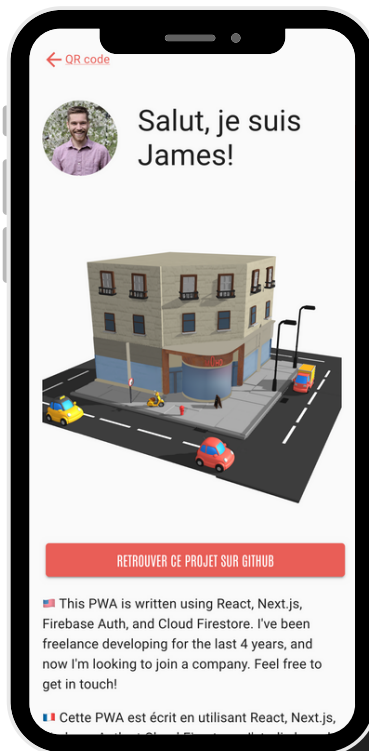 QR code
Salut, je suis
James!
RETROUVER CE PROJET SUR GITHUB
🇺🇸 This PWA is written using React, Next.js,
Firebase Auth, and Cloud Firestore. I've been
freelance developing for the last 4 years, and
now I'm looking to join a company. Feel free to
get in touch!
🇫🇷 Cette PWA est écrit en utilisant React, Next.js,